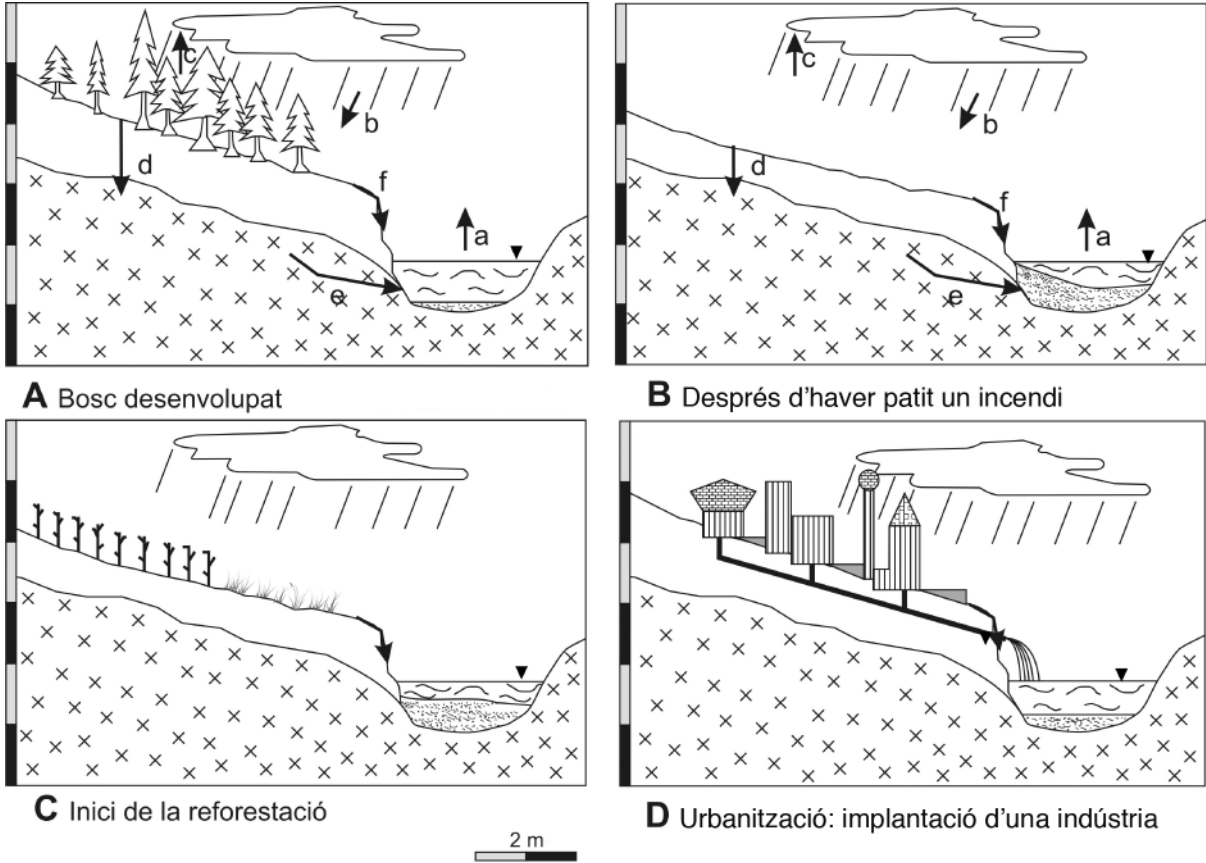 c
b
d
f
a
e
A Bosc desenvolupat
c
b
d
f
a
e
B Després d'haver patit un incendi
C Inici de la reforestació
D Urbanització: implantació d'una indústria
2 m